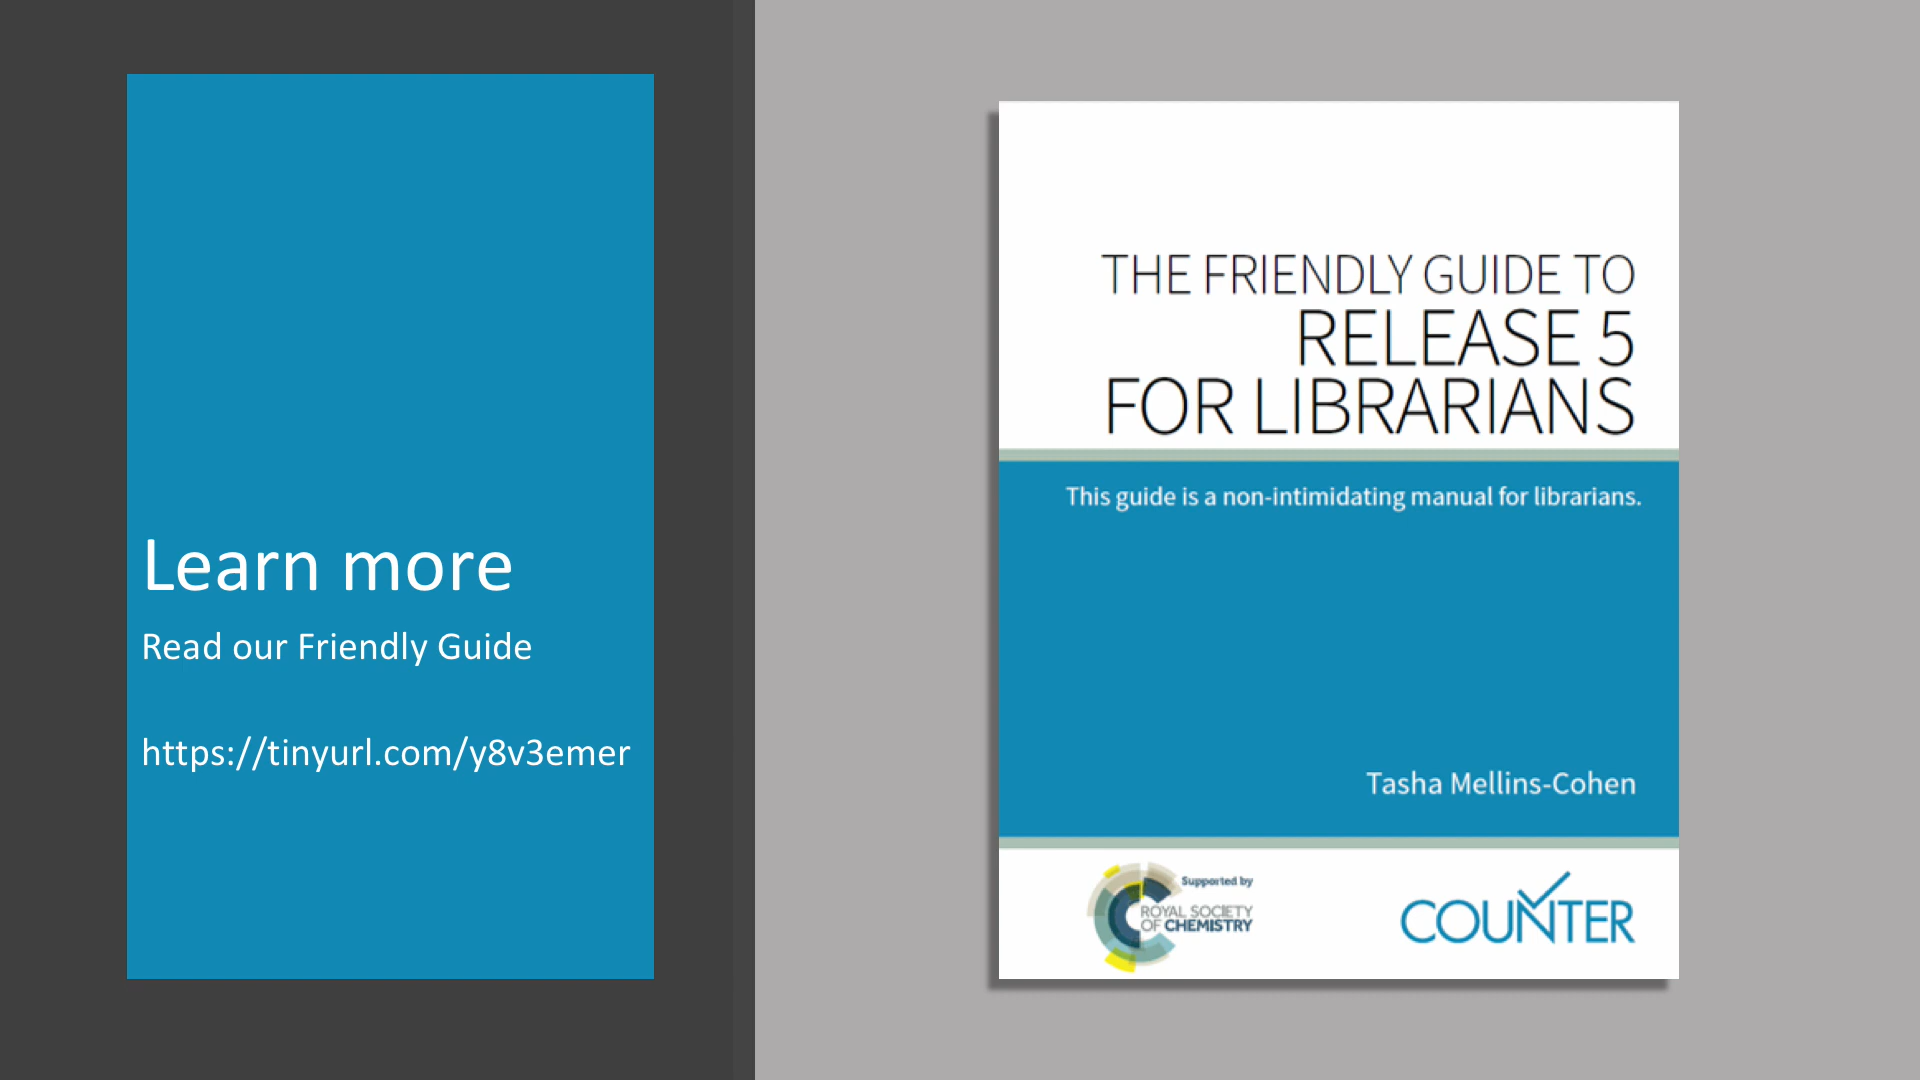 Learn more
Read our Friendly Guide
https://tinyurl.com/y8v3emer
THE FRIENDLY GUIDE TO
RELEASE 5
FOR LIBRARIANS
This guide is a non-intimidating manual for librarians.
Tasha Mellins-Cohen
Supported by
ROYAL SOCIETY
OF CHEMISTRY
COUNTER